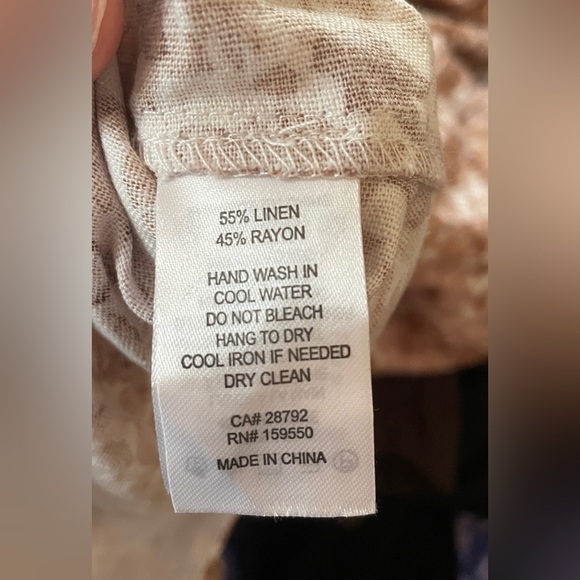 55% LINEN
45% RAYON
HAND WASH IN
COOL WATER
DO NOT BLEACH
HANG TO DRY
COOL IRON IF NEEDED
DRY CLEAN
CA# 28792
RN# 159550
MADE IN CHINA